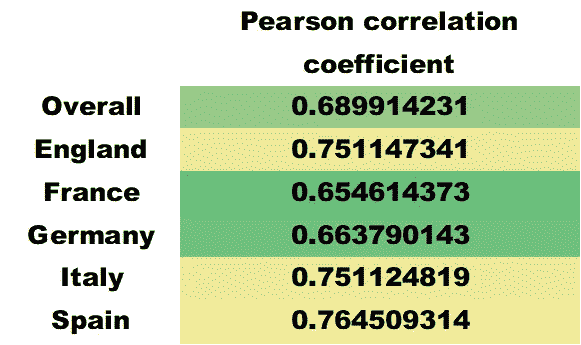 Pearson correlation
coefficient
Overall 0.689914231
England 0.751147341
France 0.654614373
Germany 0.663790143
Italy 0.751124819
Spain 0.764509314